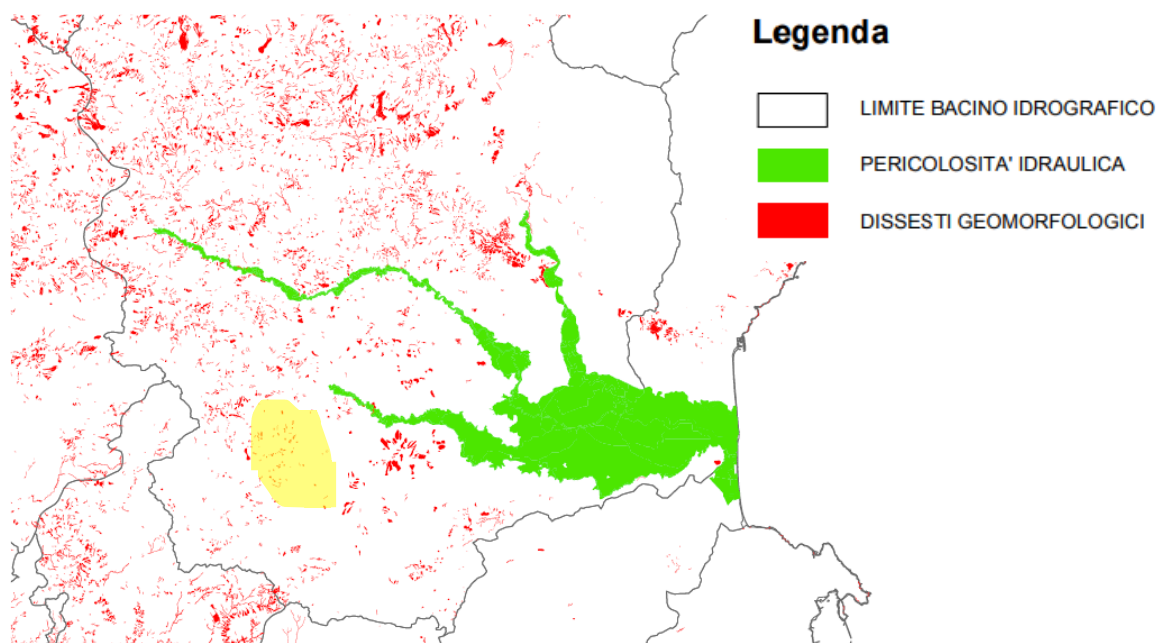 Legenda
LIMITE BACINO IDROGRAFICO
PERICOLOSITA' IDRAULICA
DISSESTI GEOMORFOLOGICI